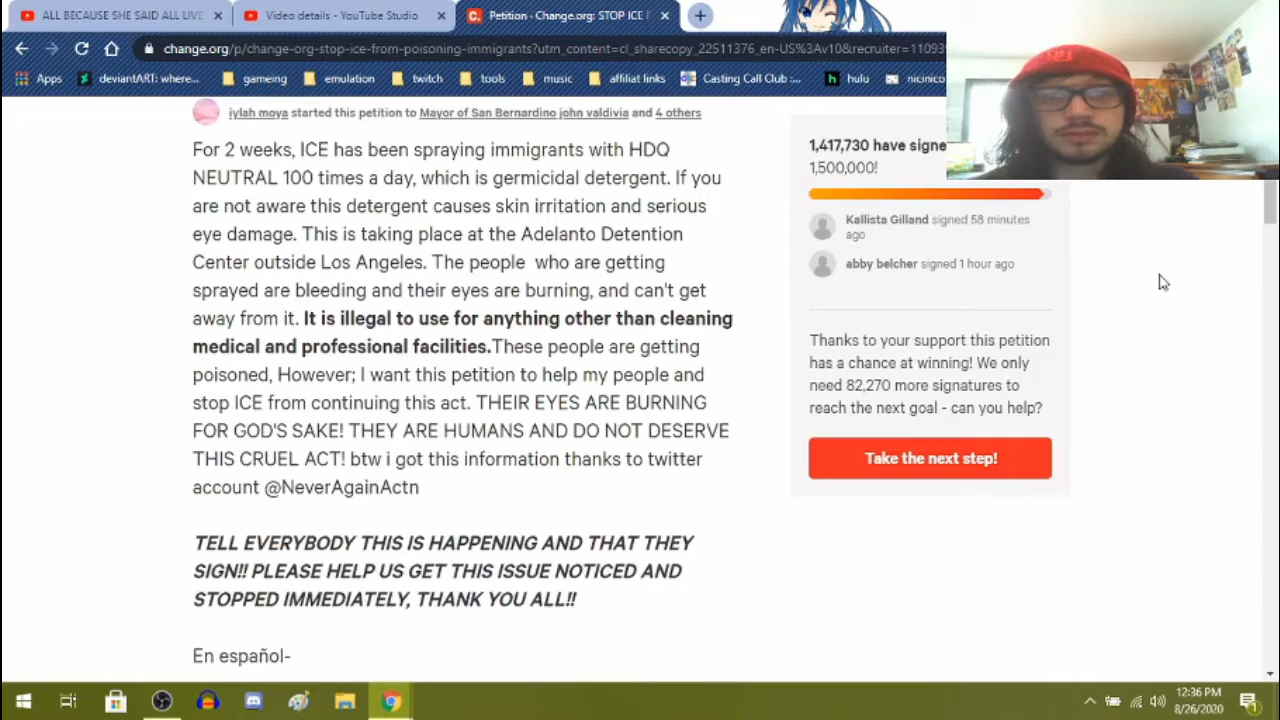 ALL BECAUSE SHE SAID ALL LIVE
Video details - YouTube Studio
Petition · Change.org: STOP ICE F
change.org/p/change-org-stop-ice-from-poisoning-immigrants?utm_content=cl_sharecopy_22511376_en-US%3Av10&recruiter=11093
Apps
deviantART: where...
gameing
emulation
twitch
tools
music
affiliat links
Casting Call Club :...
hulu
nicinico
iylah moya started this petition to Mayor of San Bernardino john valdivia and 4 others
For 2 weeks, ICE has been spraying immigrants with HDQ
NEUTRAL 100 times a day, which is germicidal detergent. If you
are not aware this detergent causes skin irritation and serious
eye damage. This is taking place at the Adelanto Detention
Center outside Los Angeles. The people who are getting
sprayed are bleeding and their eyes are burning, and can't get
away from it. It is illegal to use for anything other than cleaning
medical and professional facilities.These people are getting
poisoned, However; I want this petition to help my people and
stop ICE from continuing this act. THEIR EYES ARE BURNING
FOR GOD'S SAKE! THEY ARE HUMANS AND DO NOT DESERVE
THIS CRUEL ACT! btw i got this information thanks to twitter
account @NeverAgainActn
TELL EVERYBODY THIS IS HAPPENING AND THAT THEY
SIGN!! PLEASE HELP US GET THIS ISSUE NOTICED AND
STOPPED IMMEDIATELY, THANK YOU ALL!!
En español-
1,417,730 have signe
1,500,000!
Kallista Gilland signed 58 minutes
ago
abby belcher signed 1 hour ago
Thanks to your support this petition
has a chance at winning! We only
need 82,270 more signatures to
reach the next goal - can you help?
Take the next step!
12:36 PM
8/26/2020
1